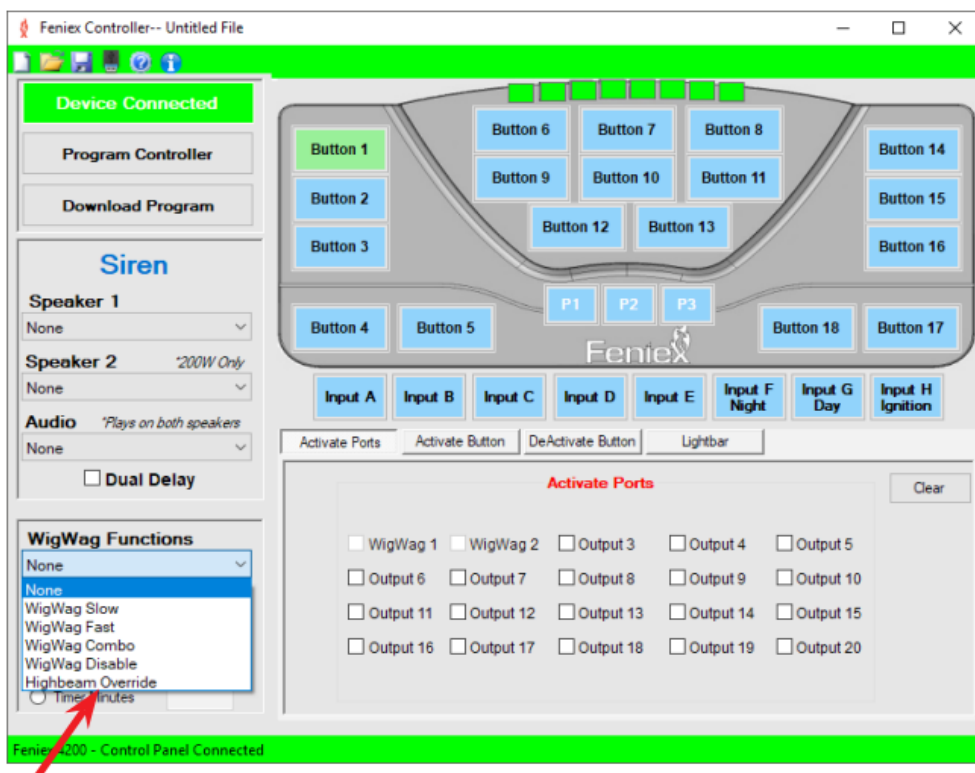 Feniex Controller-- Untitled File
Device Connected
Program Controller
Download Program
Siren
Speaker 1
None
Speaker 2 *200W Only
None
Audio *Plays on both speakers
None
Dual Delay
WigWag Functions
None
None
WigWag Slow
WigWag Fast
WigWag Combo
WigWag Disable
Highbeam Override
Timer Minutes
Button 1
Button 2
Button 3
Button 4
Button 5
Button 6
Button 7
Button 8
Button 9
Button 10
Button 11
Button 12
Button 13
Button 14
Button 15
Button 16
P1
P2
P3
Button 18
Button 17
Feniex
Input A
Input B
Input C
Input D
Input E
Input F
Night
Input G
Day
Input H
Ignition
Activate Ports
Activate Button
DeActivate Button
Lightbar
Activate Ports
Clear
WigWag 1 WigWag 2 Output 3 Output 4 Output 5
Output 6 Output 7 Output 8 Output 9 Output 10
Output 11 Output 12 Output 13 Output 14 Output 15
Output 16 Output 17 Output 18 Output 19 Output 20
Feniex 4200 - Control Panel Connected